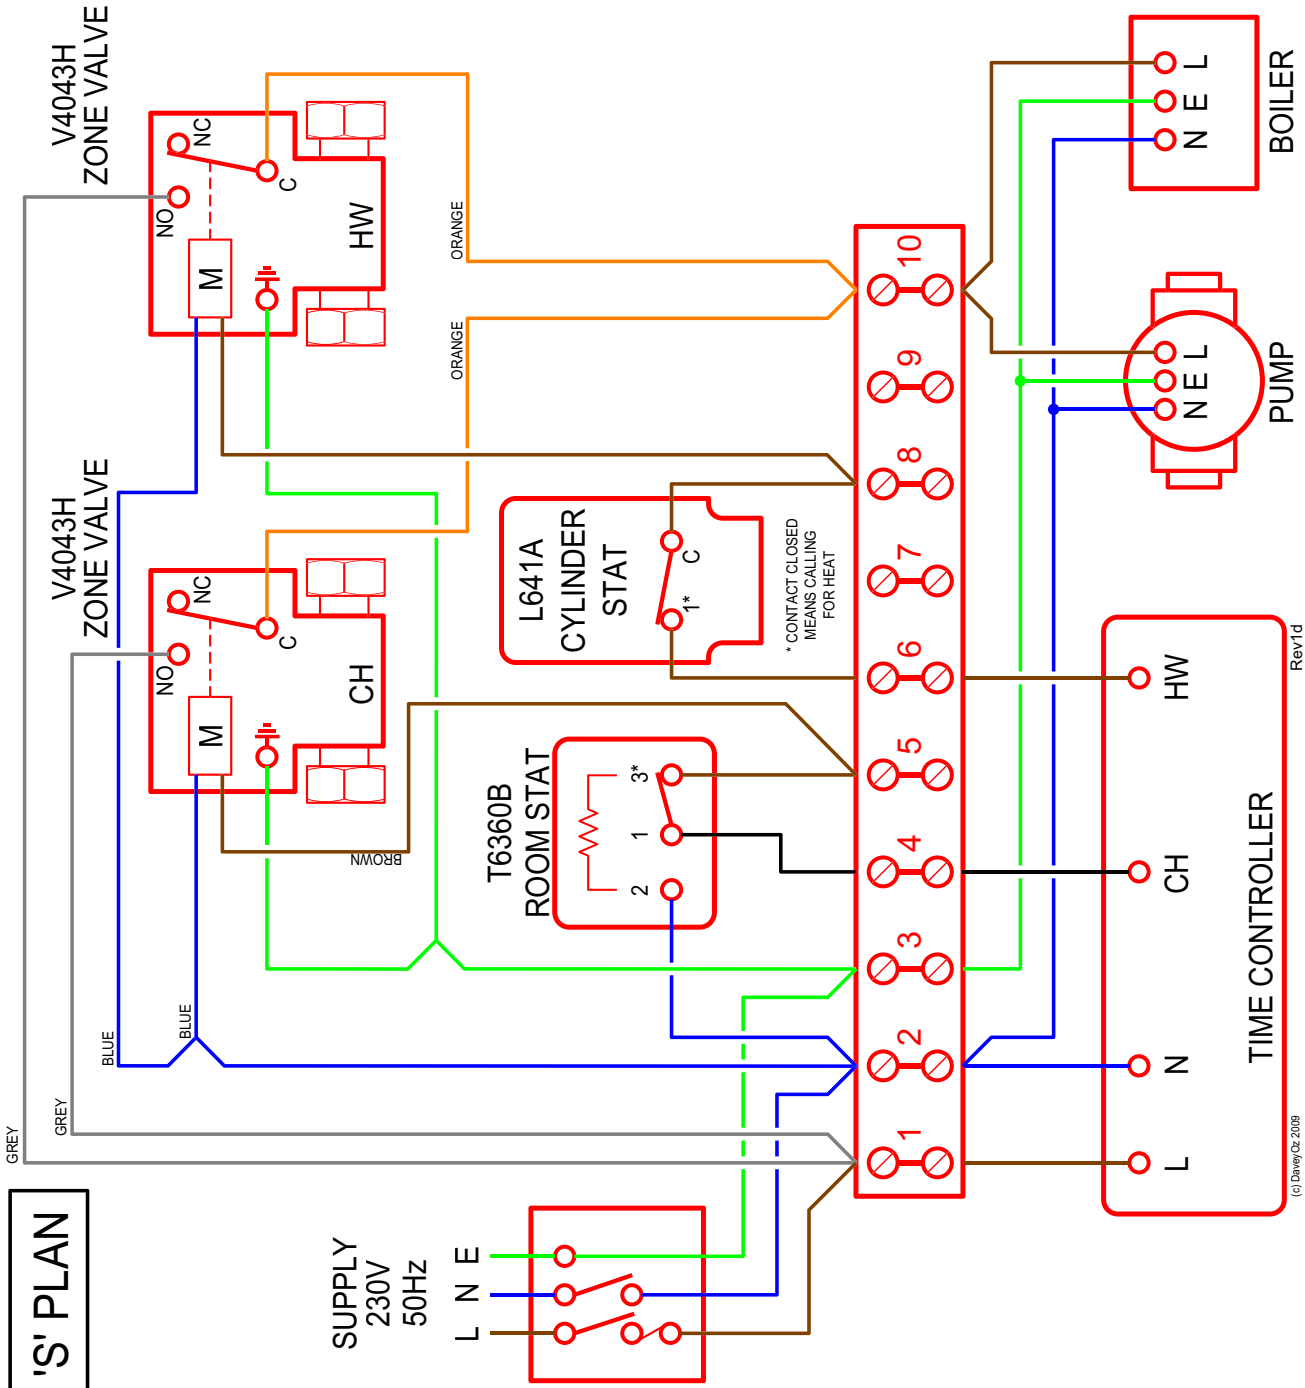 'S' PLAN
SUPPLY
230V
50Hz
L N E
GREY
GREY
BLUE
BLUE
V4043H
ZONE VALVE
NO
NC
C
M
CH
BROWN
V4043H
ZONE VALVE
NO
NC
C
M
HW
ORANGE
ORANGE
T6360B
ROOM STAT
2 1 3*
L641A
CYLINDER
STAT
1* C
* CONTACT CLOSED
MEANS CALLING
FOR HEAT
1 2 3 4 5 6 7 8 9 10
L N CH HW
TIME CONTROLLER
N E L
PUMP
N E L
BOILER
(c) DaveyOz 2009
Rev1d